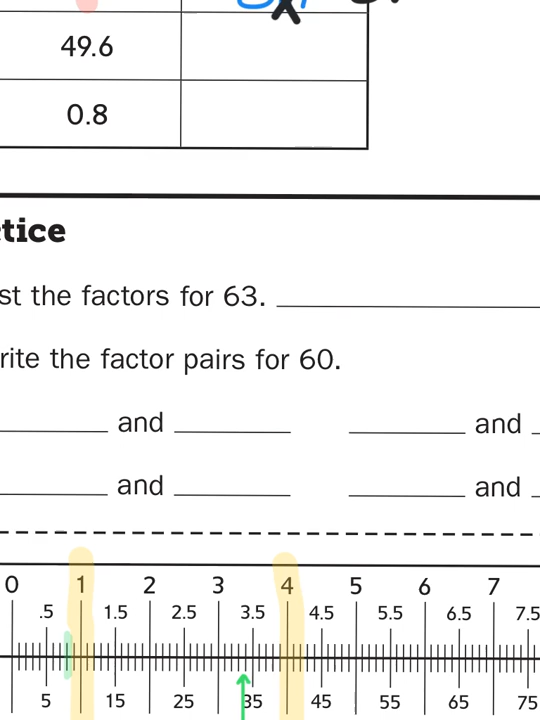 49.6
0.8
tice
st the factors for 63.
rite the factor pairs for 60.
and and
and and
0 1 2 3 4 5 6 7
.5 1.5 2.5 3.5 4.5 5.5 6.5 7.5
5 15 25 35 45 55 65 75